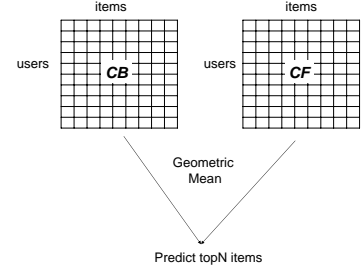 items
items
users
CB
users
CF
Geometric
Mean
Predict topN items